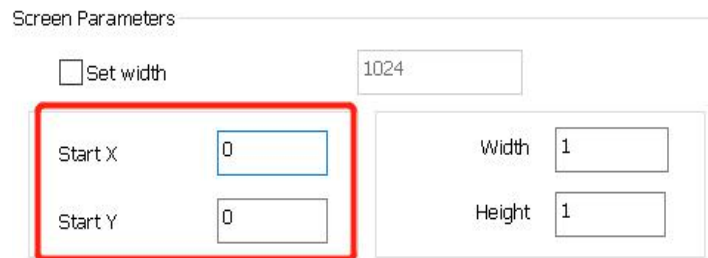 Screen Parameters
Set width 1024
Start X 0 Width 1
Start Y 0 Height 1